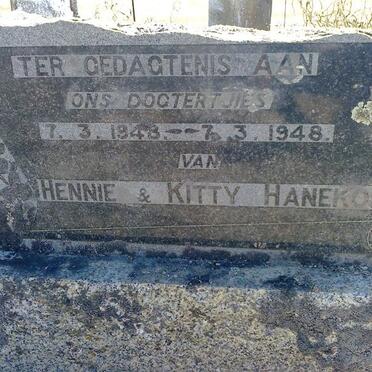 TER GEDAGTENIS AAN
ONS DOGTERTJIES
7. 3. 1948.--7. 3. 1948.
VAN
HENNIE & KITTY HANEKO